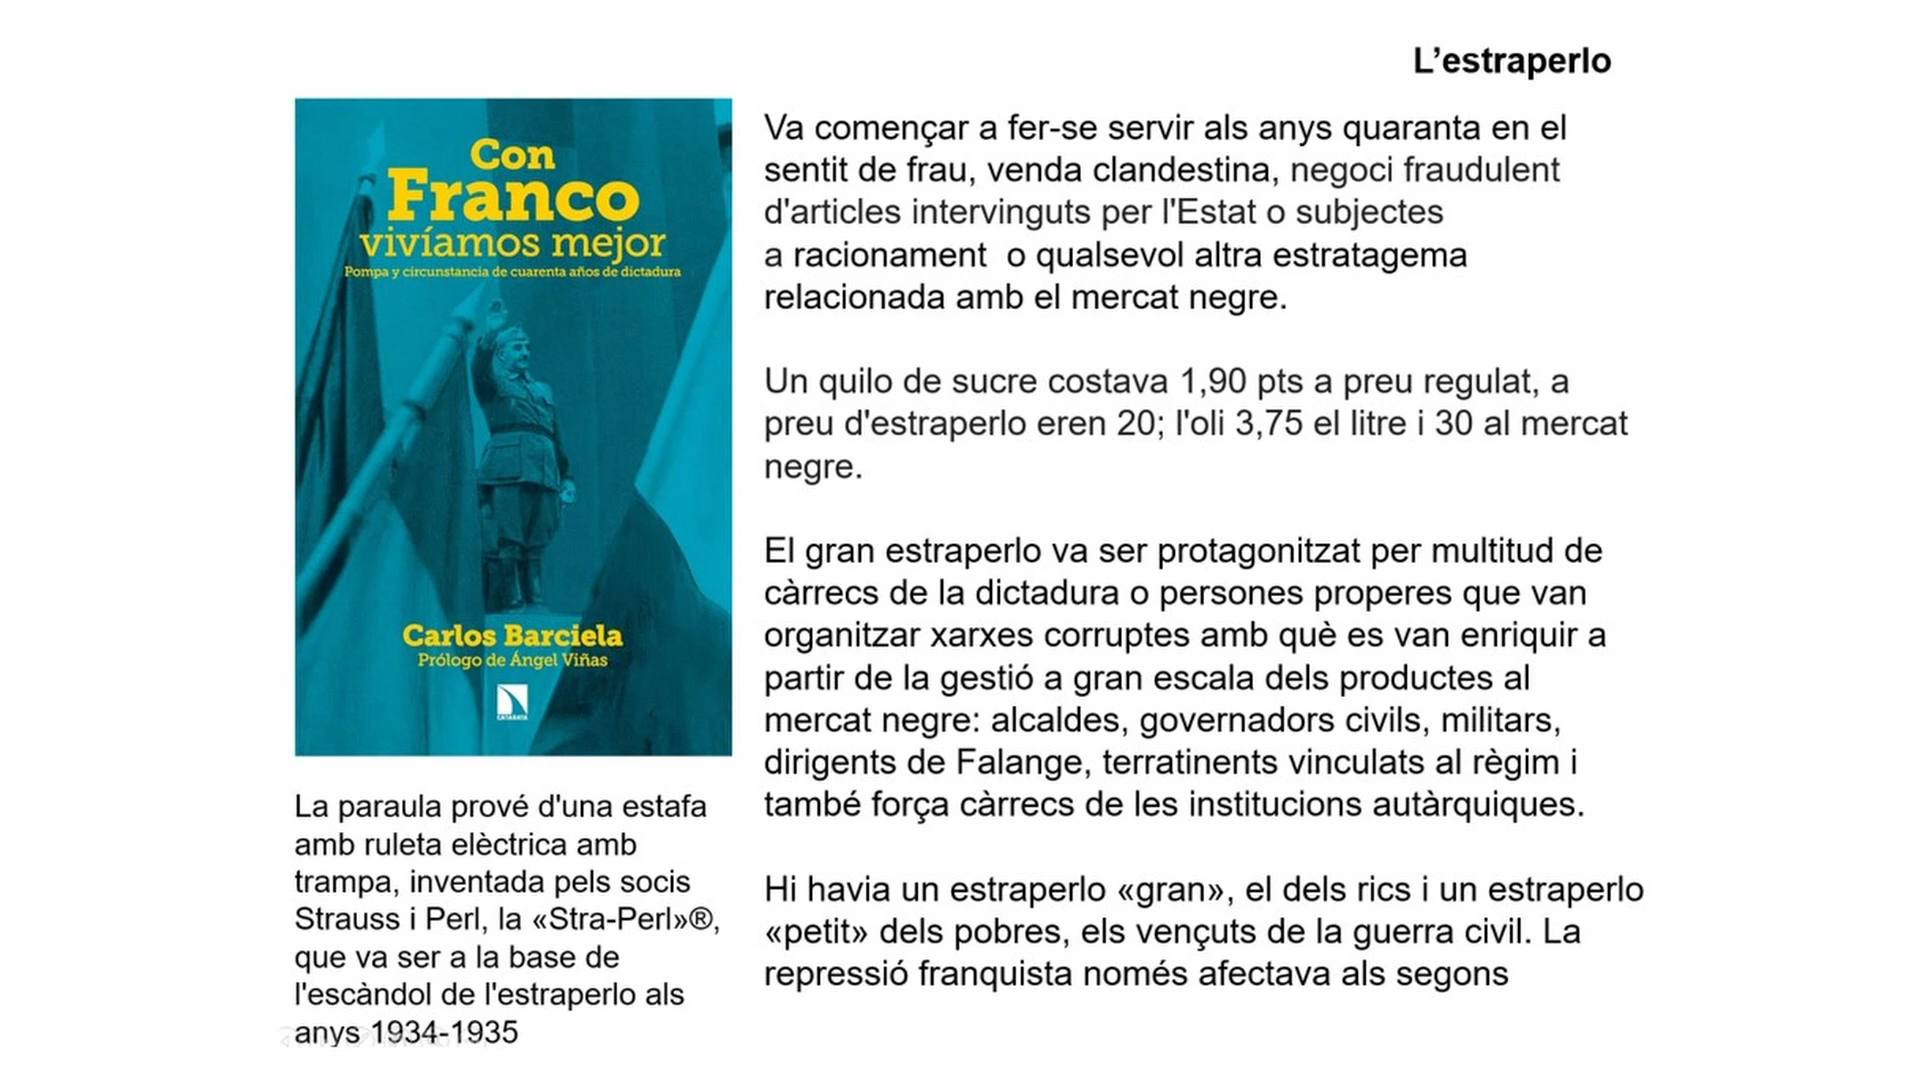 L’estraperlo
Con
Franco
vivíamos mejor
Pompa y circunstancia de cuarenta años de dictadura
Carlos Barciela
Prólogo de Ángel Viñas
CATARATA
La paraula prové d'una estafa
amb ruleta elèctrica amb
trampa, inventada pels socis
Strauss i Perl, la «Stra-Perl»®,
que va ser a la base de
l'escàndol de l'estraperlo als
anys 1934-1935
Va començar a fer-se servir als anys quaranta en el
sentit de frau, venda clandestina, negoci fraudulent
d'articles intervinguts per l'Estat o subjectes
a racionament  o qualsevol altra estratagema
relacionada amb el mercat negre.
Un quilo de sucre costava 1,90 pts a preu regulat, a
preu d'estraperlo eren 20; l'oli 3,75 el litre i 30 al mercat
negre.
El gran estraperlo va ser protagonitzat per multitud de
càrrecs de la dictadura o persones properes que van
organitzar xarxes corruptes amb què es van enriquir a
partir de la gestió a gran escala dels productes al
mercat negre: alcaldes, governadors civils, militars,
dirigents de Falange, terratinents vinculats al règim i
també força càrrecs de les institucions autàrquiques.
Hi havia un estraperlo «gran», el dels rics i un estraperlo
«petit» dels pobres, els vençuts de la guerra civil. La
repressió franquista només afectava als segons